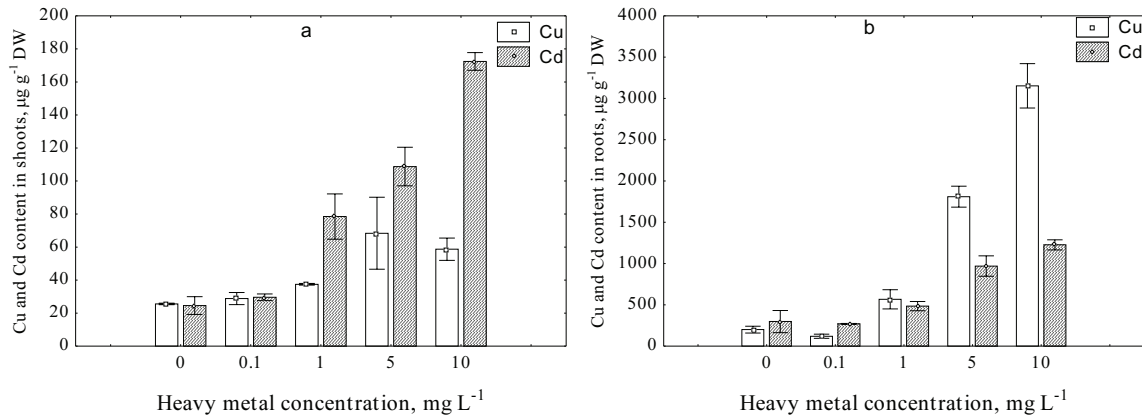 Cu and Cd content in shoots, µg g⁻¹ DW
200
180
160
140
120
100
80
60
40
20
0
a
Cu
Cd
0 0.1 1 5 10
Heavy metal concentration, mg L⁻¹
Cu and Cd content in roots, µg g⁻¹ DW
4000
3500
3000
2000
2000
1500
1000
500
0
b
Cu
Cd
0 0.1 1 5 10
Heavy metal concentration, mg L⁻¹